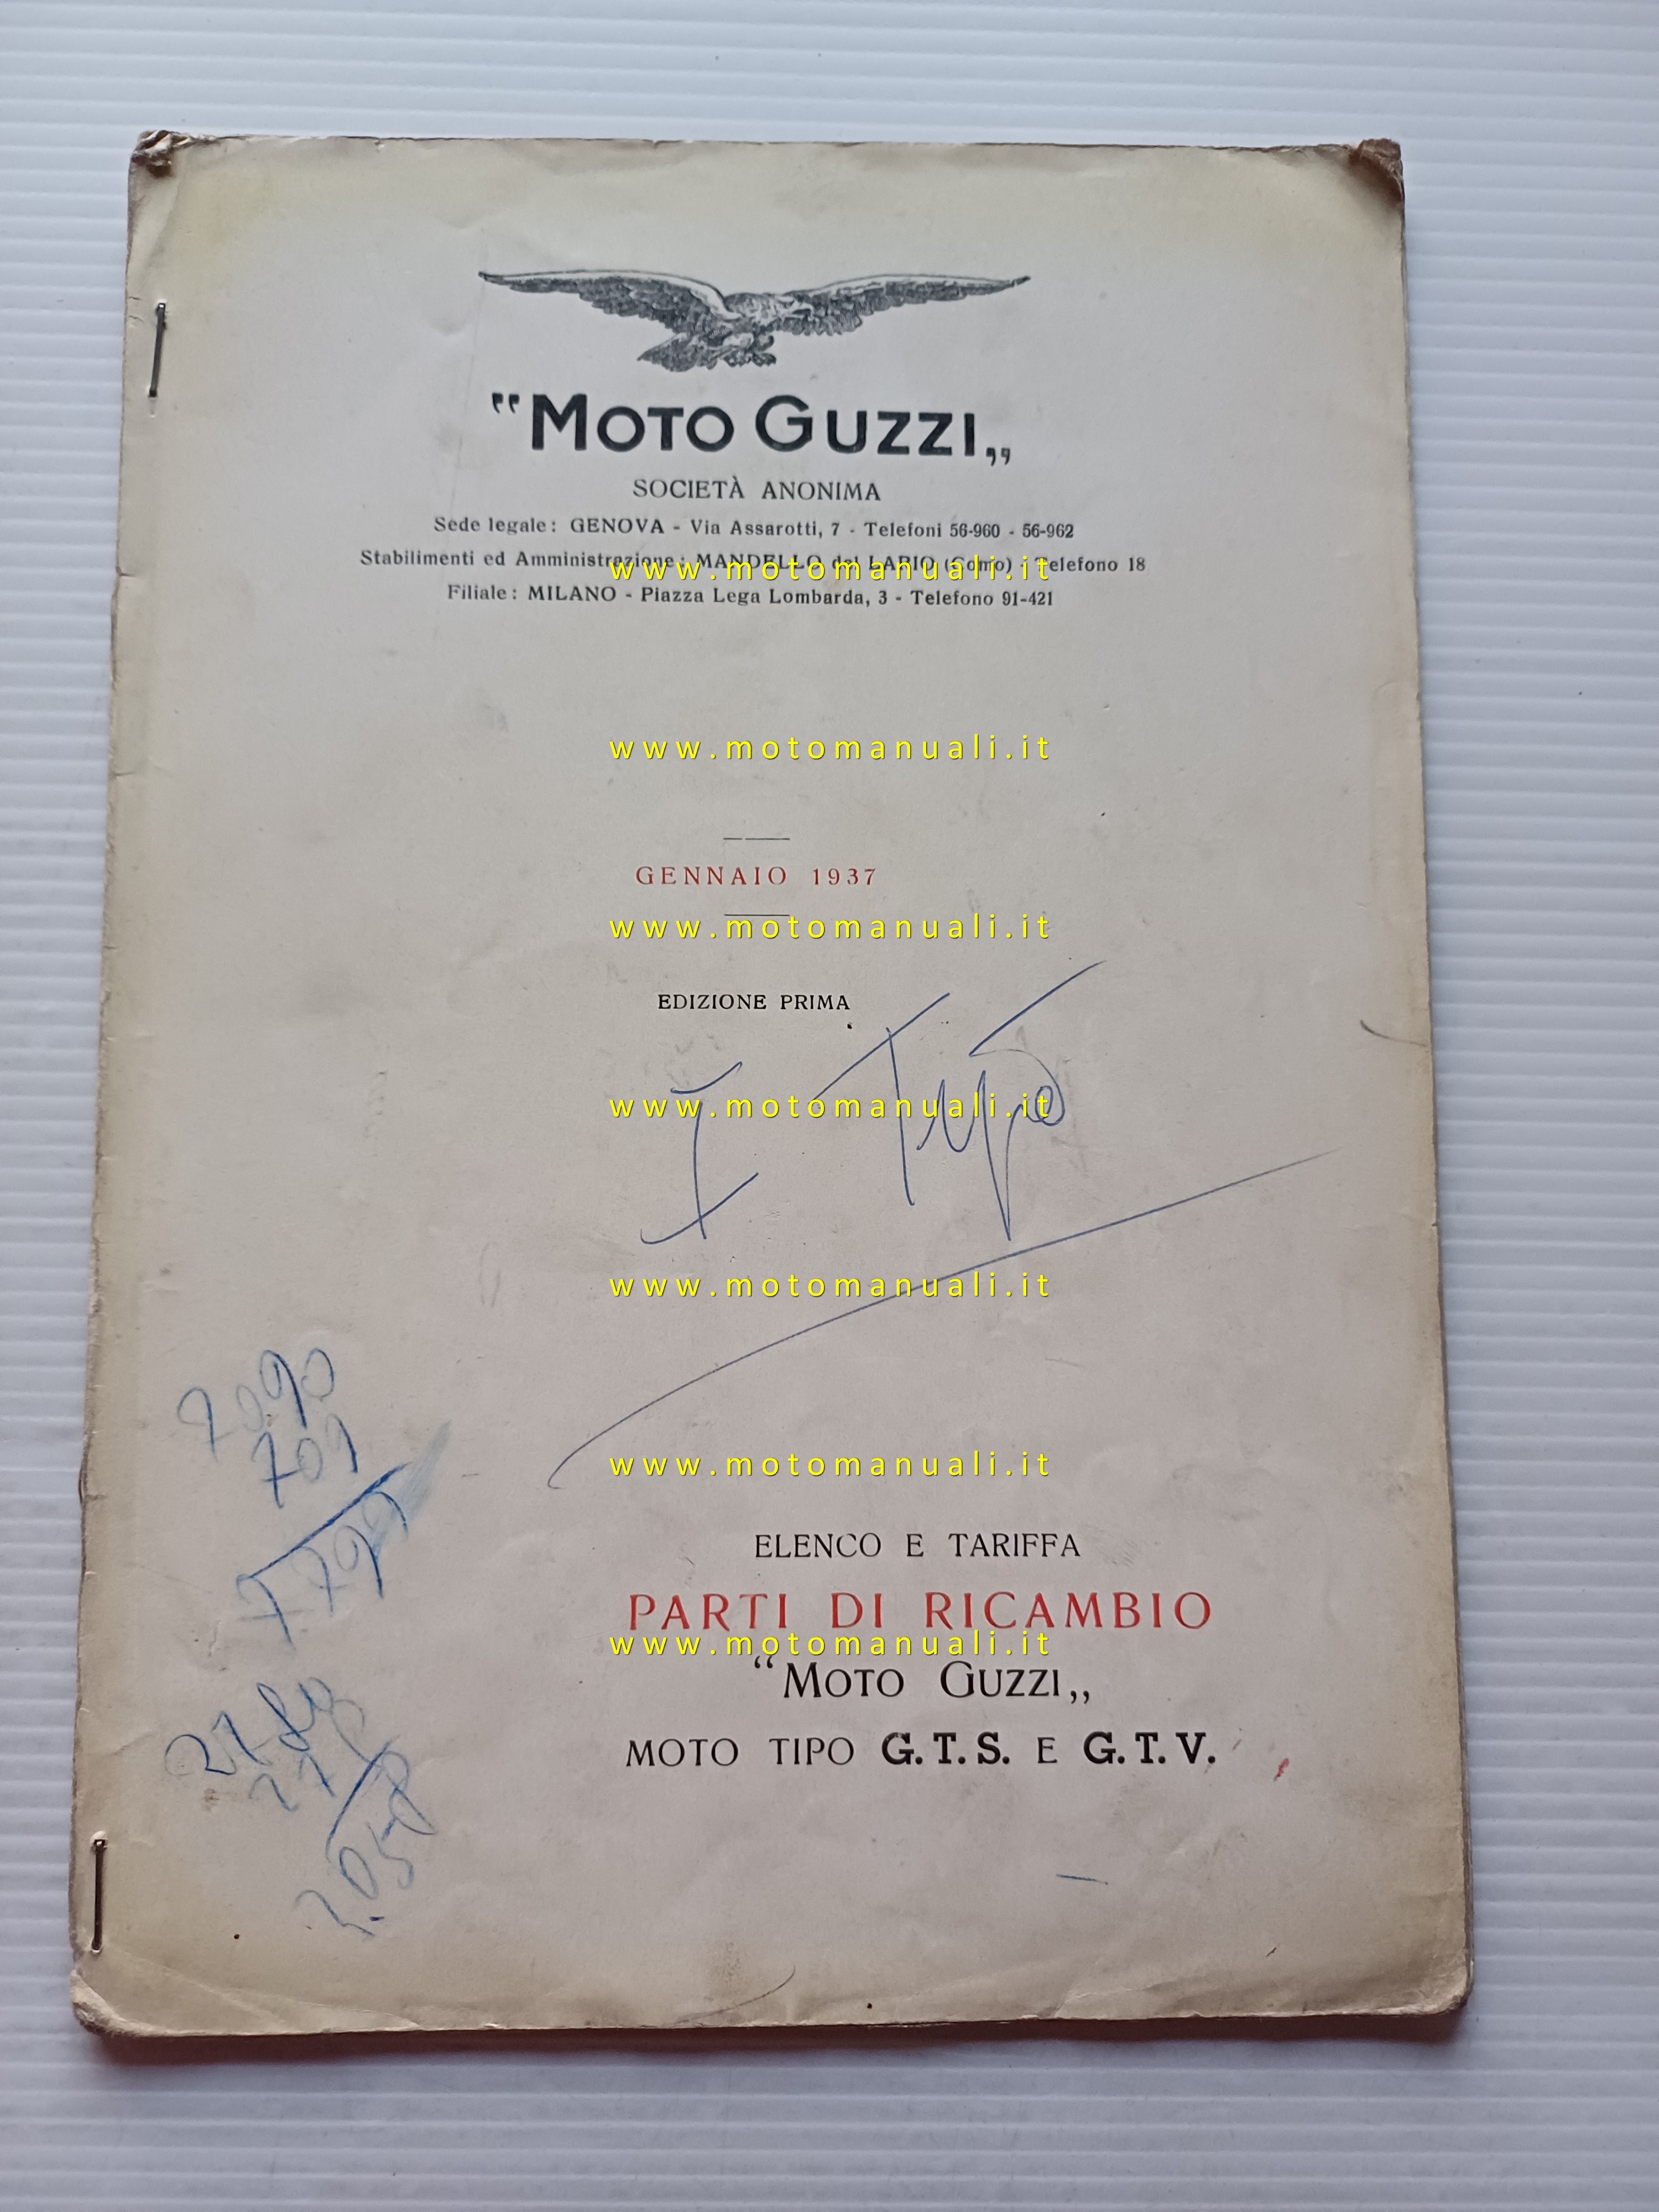 "MOTO GUZZI„
SOCIETÀ ANONIMA
Sede legale: GENOVA - Via Assarotti, 7 - Telefoni 56-960 - 56-962
Stabilimenti ed Amministrazione: MANDELLO del LARIO (Como) - Telefono 18
www.motomanuali.it
Filiale: MILANO - Piazza Lega Lombarda, 3 - Telefono 91-421
www.motomanuali.it
GENNAIO 1937
www.motomanuali.it
EDIZIONE PRIMA
I Tipo
www.motomanuali.it
www.motomanuali.it
709
www.motomanuali.it
ELENCO E TARIFFA
PARTI DI RICAMBIO
www.motomanuali.it
"MOTO GUZZI„
MOTO TIPO G.T.S. E G.T.V.